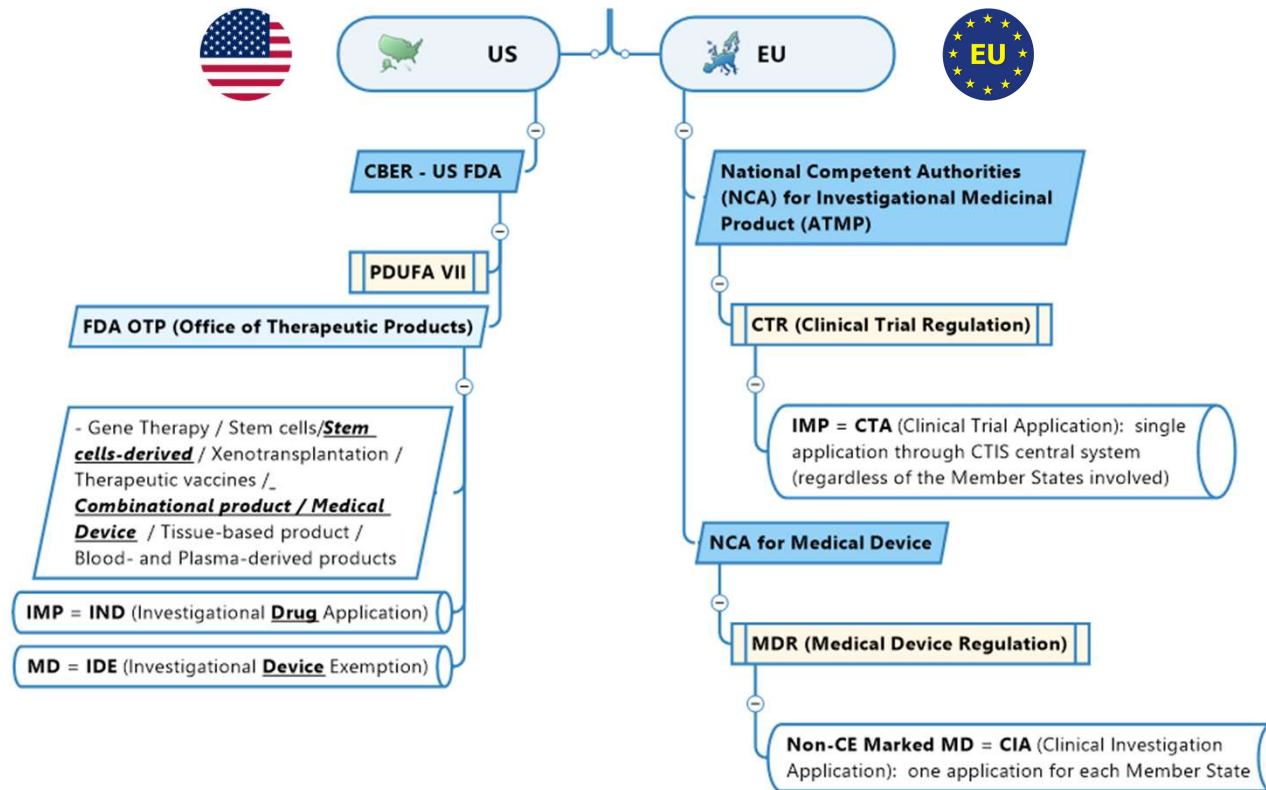 US
CBER - US FDA
PDUFA VII
FDA OTP (Office of Therapeutic Products)
- Gene Therapy / Stem cells/Stem
cells-derived / Xenotransplantation /
Therapeutic vaccines /_
Combinational product / Medical
Device / Tissue-based product /
Blood- and Plasma-derived products
IMP = IND (Investigational Drug Application)
MD = IDE (Investigational Device Exemption)
EU
EU
National Competent Authorities
(NCA) for Investigational Medicinal
Product (ATMP)
CTR (Clinical Trial Regulation)
IMP = CTA (Clinical Trial Application): single
application through CTIS central system
(regardless of the Member States involved)
NCA for Medical Device
MDR (Medical Device Regulation)
Non-CE Marked MD = CIA (Clinical Investigation
Application): one application for each Member State